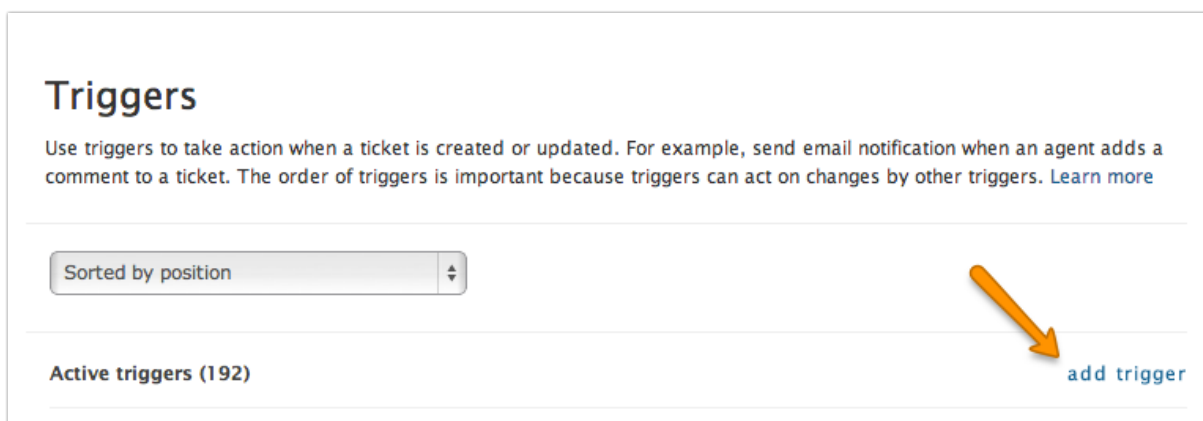 Triggers
Use triggers to take action when a ticket is created or updated. For example, send email notification when an agent adds a
comment to a ticket. The order of triggers is important because triggers can act on changes by other triggers. Learn more
Sorted by position
Active triggers (192)
add trigger